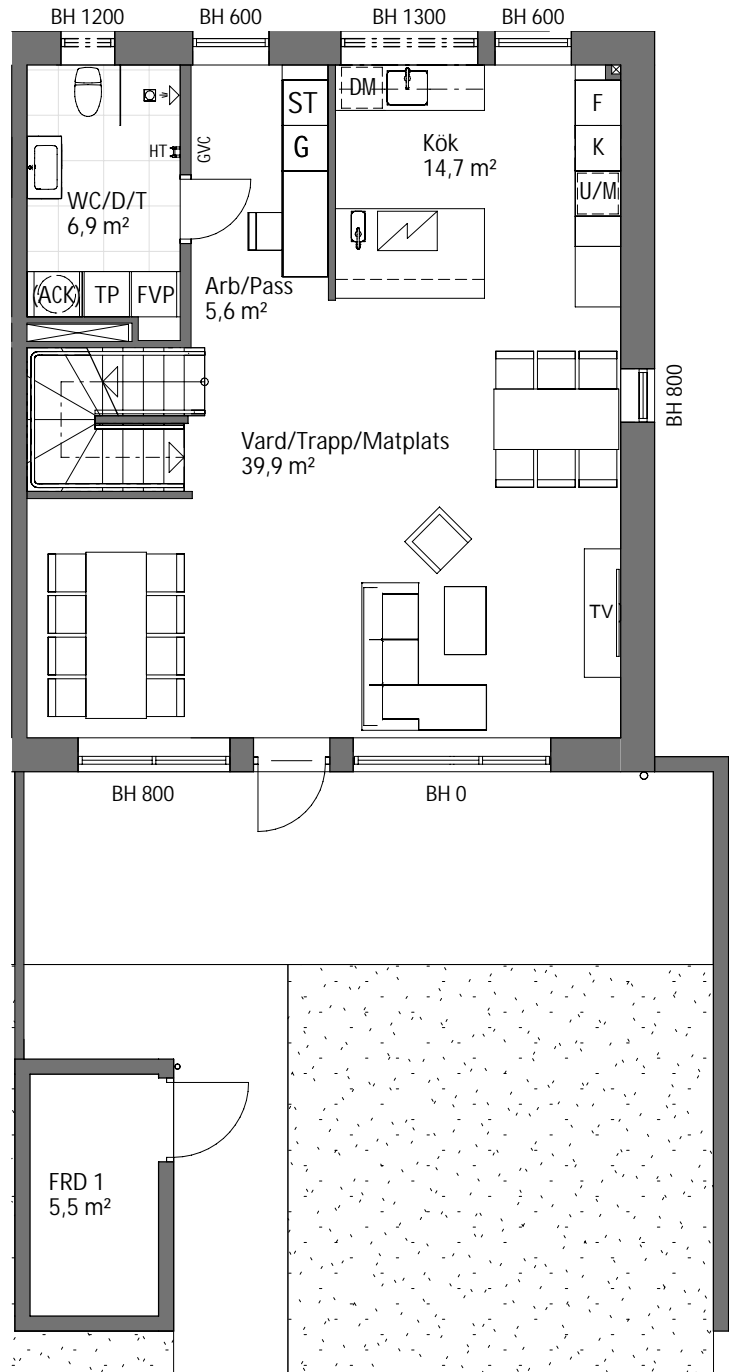 BH 1200
BH 600
BH 1300
BH 600
ST
DM
F
G
Kök
14,7 m²
K
HT
GVC
U/M
WC/D/T
6,9 m²
ACK
TP
FVP
Arb/Pass
5,6 m²
BH 800
Vard/Trapp/Matplats
39,9 m²
TV
BH 800
BH 0
FRD 1
5,5 m²